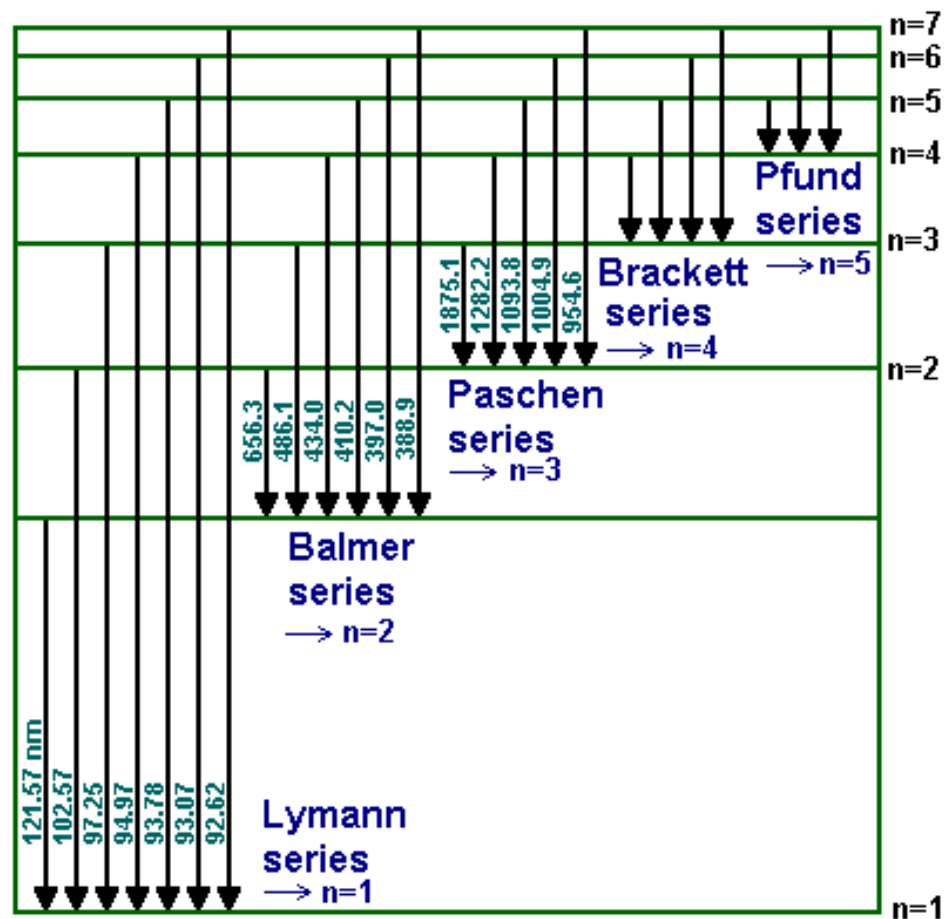 n=7
n=6
n=5
n=4
Pfund
series
→ n=5
n=3
Brackett
series
→ n=4
1875.1
1282.2
1093.8
1004.9
954.6
n=2
Paschen
series
→ n=3
656.3
486.1
434.0
410.2
397.0
388.9
Balmer
series
→ n=2
121.57 nm
102.57
97.25
94.97
93.78
93.07
92.62
Lymann
series
→ n=1
n=1